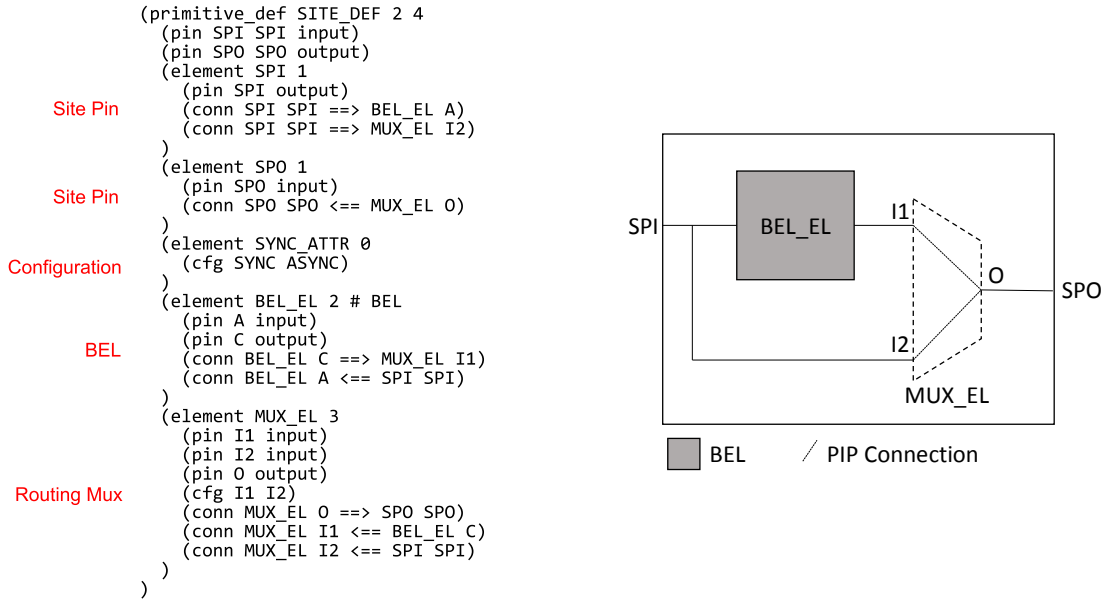 (primitive_def SITE_DEF 2 4
(pin SPI SPI input)
(pin SPO SPO output)
(element SPI 1
(pin SPI output)
Site Pin
(conn SPI SPI ==> BEL_EL A)
(conn SPI SPI ==> MUX_EL I2)
)
(element SPO 1
(pin SPO input)
Site Pin
(conn SPO SPO <== MUX_EL O)
)
(element SYNC_ATTR 0
Configuration
(cfg SYNC ASYNC)
)
(element BEL_EL 2 # BEL
(pin A input)
(pin C output)
BEL
(conn BEL_EL C ==> MUX_EL I1)
(conn BEL_EL A <== SPI SPI)
)
(element MUX_EL 3
(pin I1 input)
(pin I2 input)
(pin O output)
Routing Mux
(cfg I1 I2)
(conn MUX_EL O ==> SPO SPO)
(conn MUX_EL I1 <== BEL_EL C)
(conn MUX_EL I2 <== SPI SPI)
)
)
SPI
BEL_EL
I1
O
SPO
I2
MUX_EL
BEL
PIP Connection